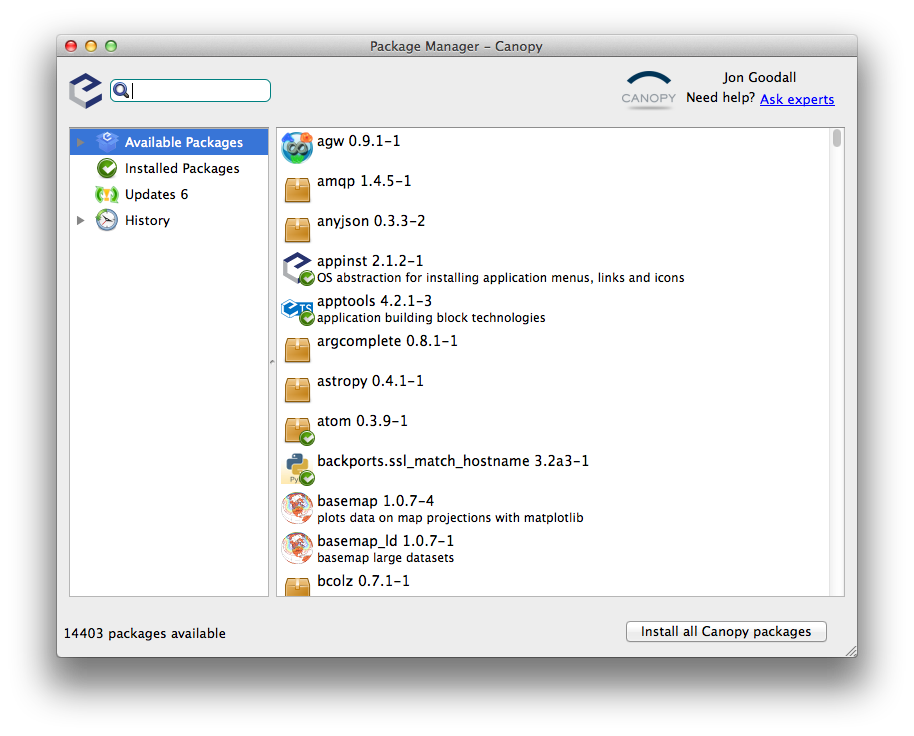 Package Manager – Canopy
Jon Goodall
CANOPY
Need help? Ask experts
Available Packages
Installed Packages
Updates 6
History
agw 0.9.1-1
amqp 1.4.5-1
anyjson 0.3.3-2
appinst 2.1.2-1
OS abstraction for installing application menus, links and icons
apptools 4.2.1-3
application building block technologies
argcomplete 0.8.1-1
astropy 0.4.1-1
atom 0.3.9-1
backports.ssl_match_hostname 3.2a3-1
basemap 1.0.7-4
plots data on map projections with matplotlib
basemap_ld 1.0.7-1
basemap large datasets
bcolz 0.7.1-1
14403 packages available
Install all Canopy packages